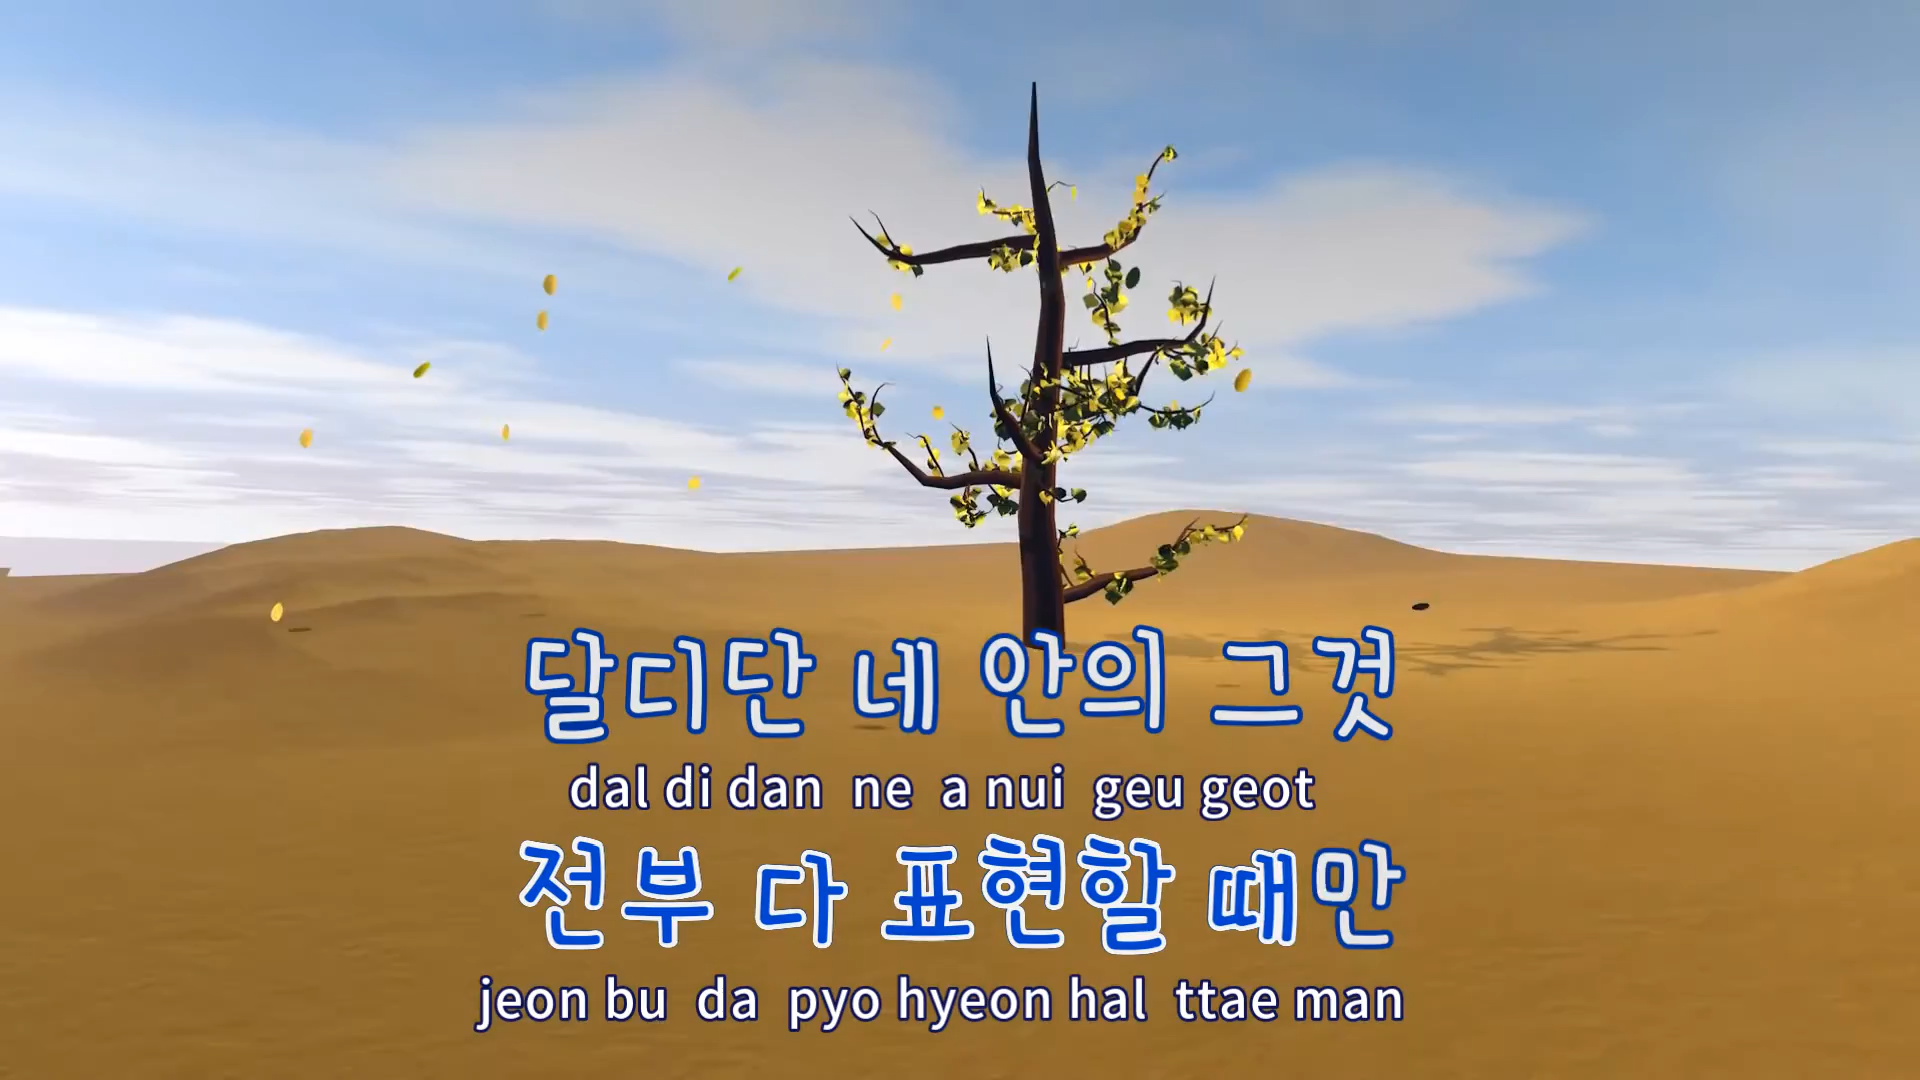 달디단 네 안의 그것
dal di dan ne a nui geu geot
전부 다 표현할 때만
jeon bu da pyo hyeon hal ttae man